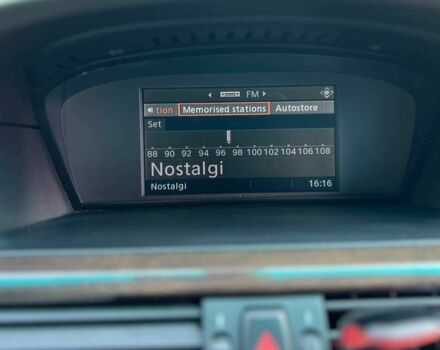 FM
tion Memorised stations Autostore
Set
88 90 92 94 96 98 100 102 104 106 108
Nostalgi
Nostalgi 16:16